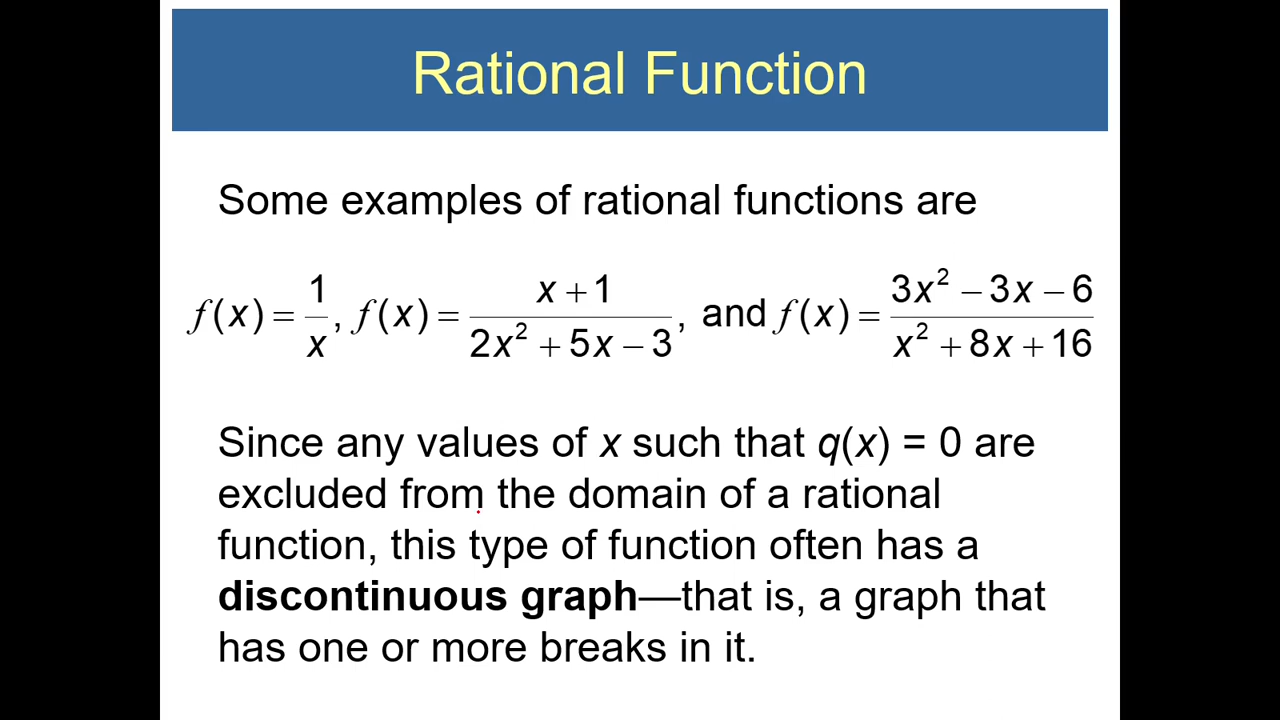 Rational Function
Some examples of rational functions are
f(x) = 1/x, f(x) = (x + 1)/(2x² + 5x − 3), and f(x) = (3x² − 3x − 6)/(x² + 8x + 16)
Since any values of x such that q(x) = 0 are
excluded from the domain of a rational
function, this type of function often has a
discontinuous graph—that is, a graph that
has one or more breaks in it.